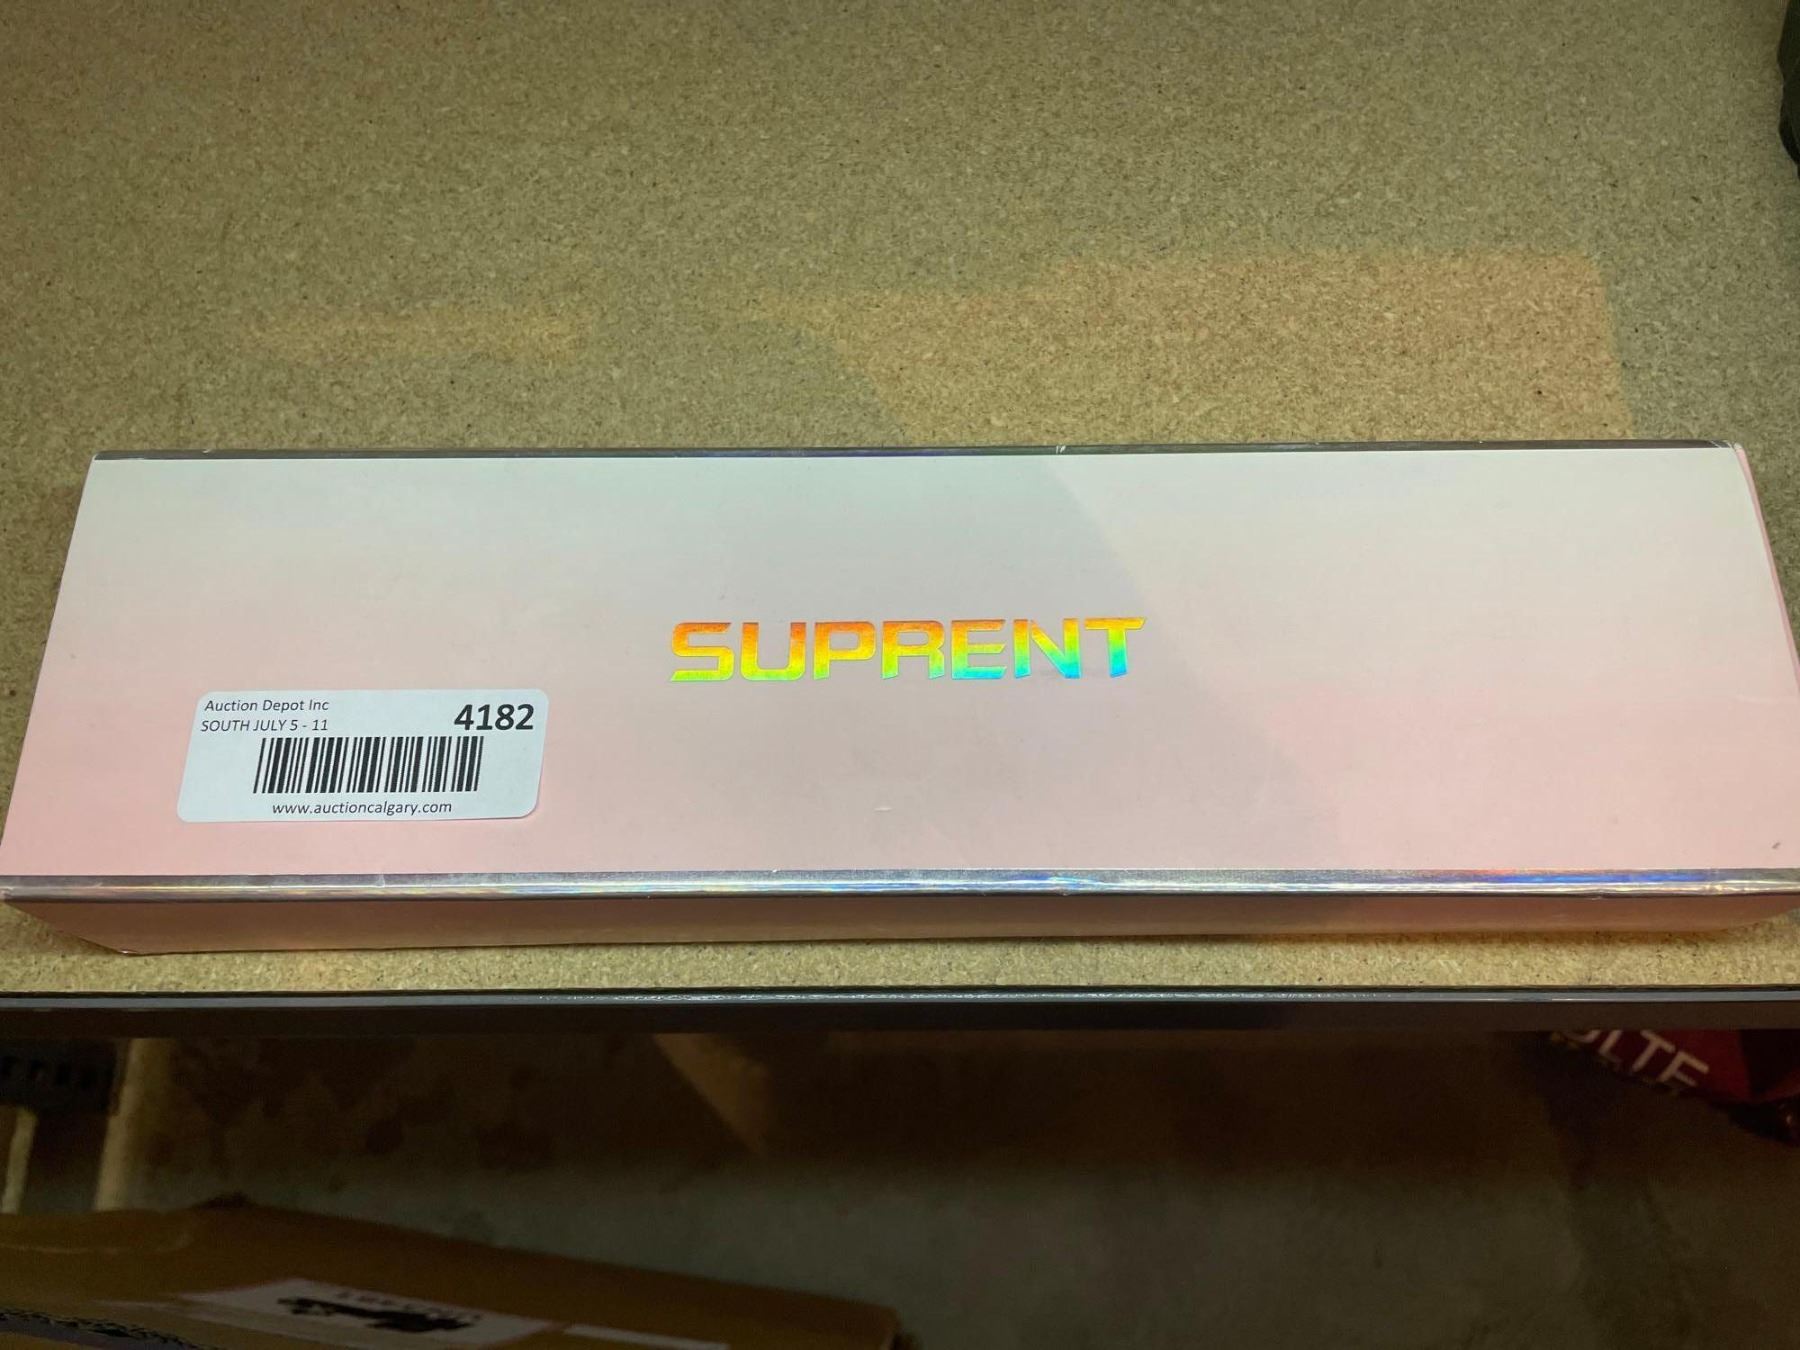 SUPRENT
Auction Depot Inc
SOUTH JULY 5 - 11
4182
www.auctioncalgary.com